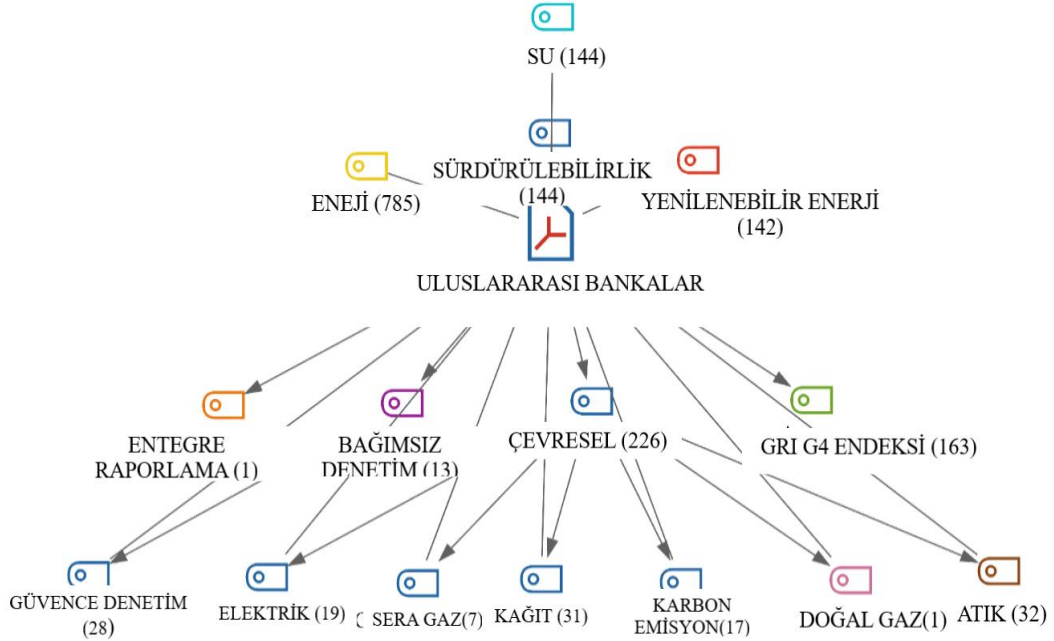 SU (144)
SÜRDÜRÜLEBİLİRLİK
(144)
ENEJİ (785)
YENİLENEBİLİR ENERJİ
(142)
ULUSLARARASI BANKALAR
ENTEGRE
RAPORLAMA (1)
BAĞIMSIZ
DENETİM (13)
ÇEVRESEL (226)
GRI G4 ENDEKSİ (163)
GÜVENCE DENETİM
(28)
ELEKTRİK (19)
SERA GAZ(7)
KAĞIT (31)
KARBON
EMİSYON(17)
DOĞAL GAZ(1)
ATIK (32)